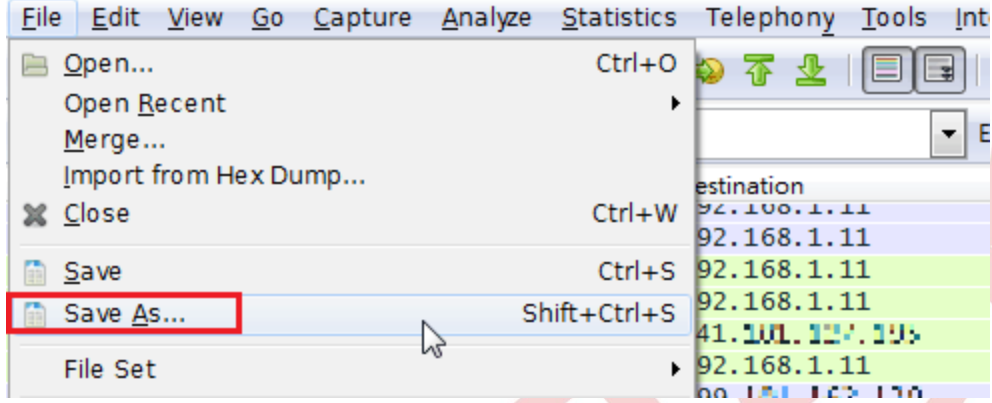 File Edit View Go Capture Analyze Statistics Telephony Tools Int
Open... Ctrl+O
Open Recent
Merge...
Import from Hex Dump...
estination
Close Ctrl+W
92.168.1.11
92.168.1.11
Save Ctrl+S
92.168.1.11
Save As... Shift+Ctrl+S
92.168.1.11
41.
File Set
92.168.1.11